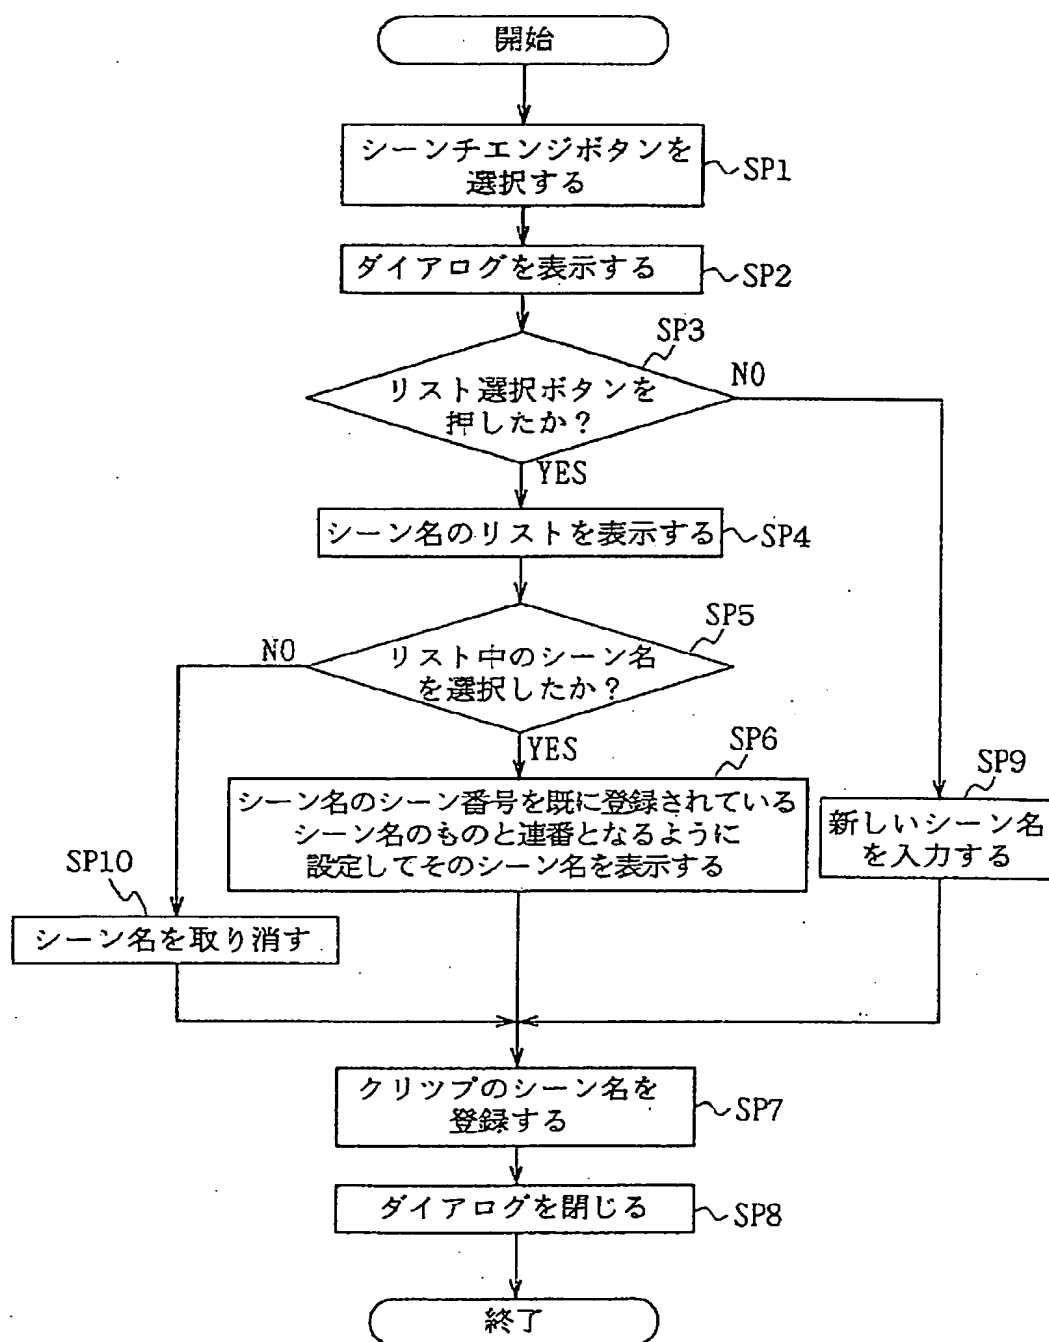 開始
シーンチエンジボタンを
選択する
SP1
ダイアログを表示する
SP2
SP3
リスト選択ボタンを
押したか?
NO
YES
シーン名のリストを表示する
SP4
SP5
NO
リスト中のシーン名
を選択したか?
YES
SP6
シーン名のシーン番号を既に登録されている
シーン名のものと連番となるように
設定してそのシーン名を表示する
SP9
新しいシーン名
を入力する
SP10
シーン名を取り消す
クリツプのシーン名を
登録する
SP7
ダイアログを閉じる
SP8
終了